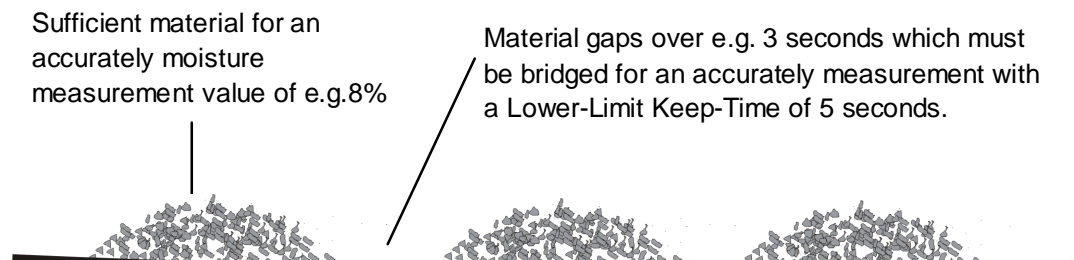 Sufficient material for an
accurately moisture
measurement value of e.g.8%
Material gaps over e.g. 3 seconds which must
be bridged for an accurately measurement with
a Lower-Limit Keep-Time of 5 seconds.